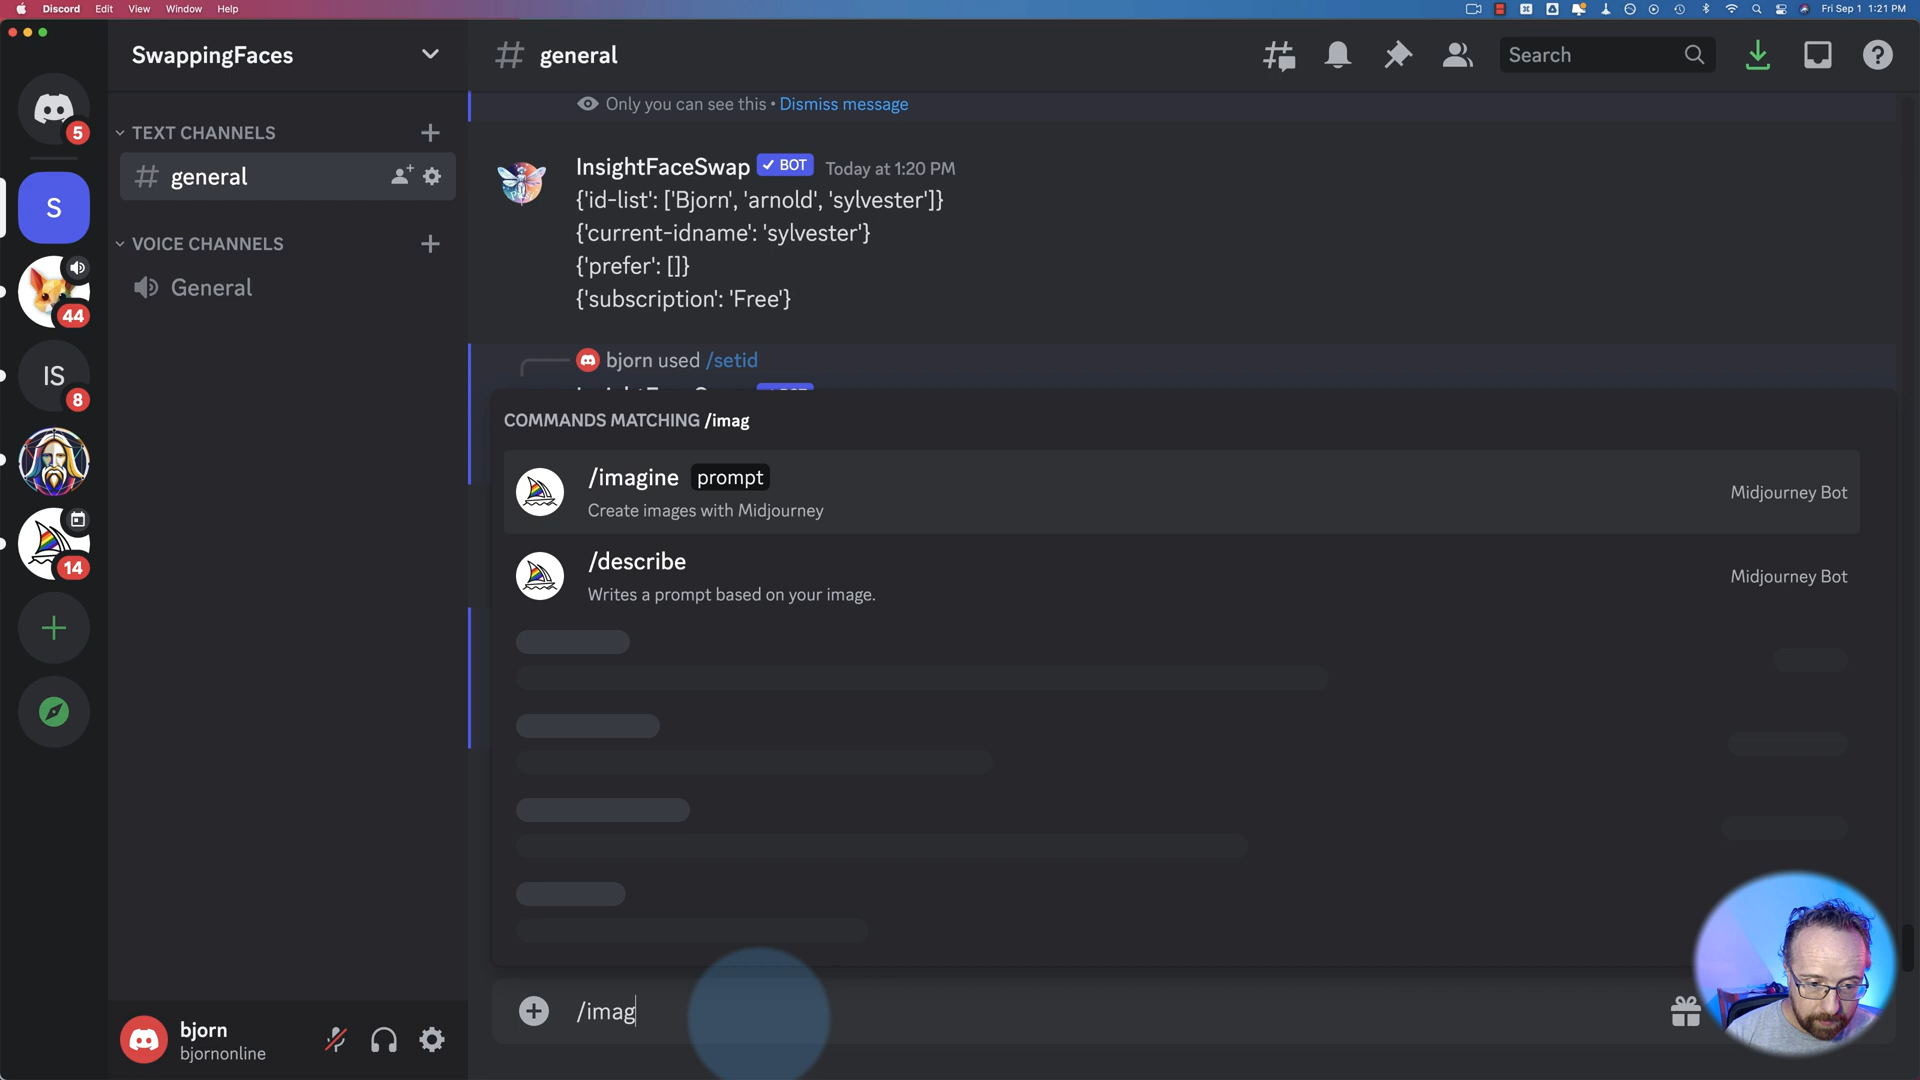 Discord Edit View Window Help
Fri Sep 1 1:21 PM
SwappingFaces
# general
Search
5
TEXT CHANNELS
general
VOICE CHANNELS
General
S
44
IS
8
14
Only you can see this • Dismiss message
InsightFaceSwap BOT Today at 1:20 PM
{'id-list': ['Bjorn', 'arnold', 'sylvester']}
{'current-idname': 'sylvester'}
{'prefer': []}
{'subscription': 'Free'}
bjorn used /setid
COMMANDS MATCHING /imag
/imagine prompt
Create images with Midjourney
Midjourney Bot
/describe
Writes a prompt based on your image.
Midjourney Bot
/imag
bjorn
bjornonline